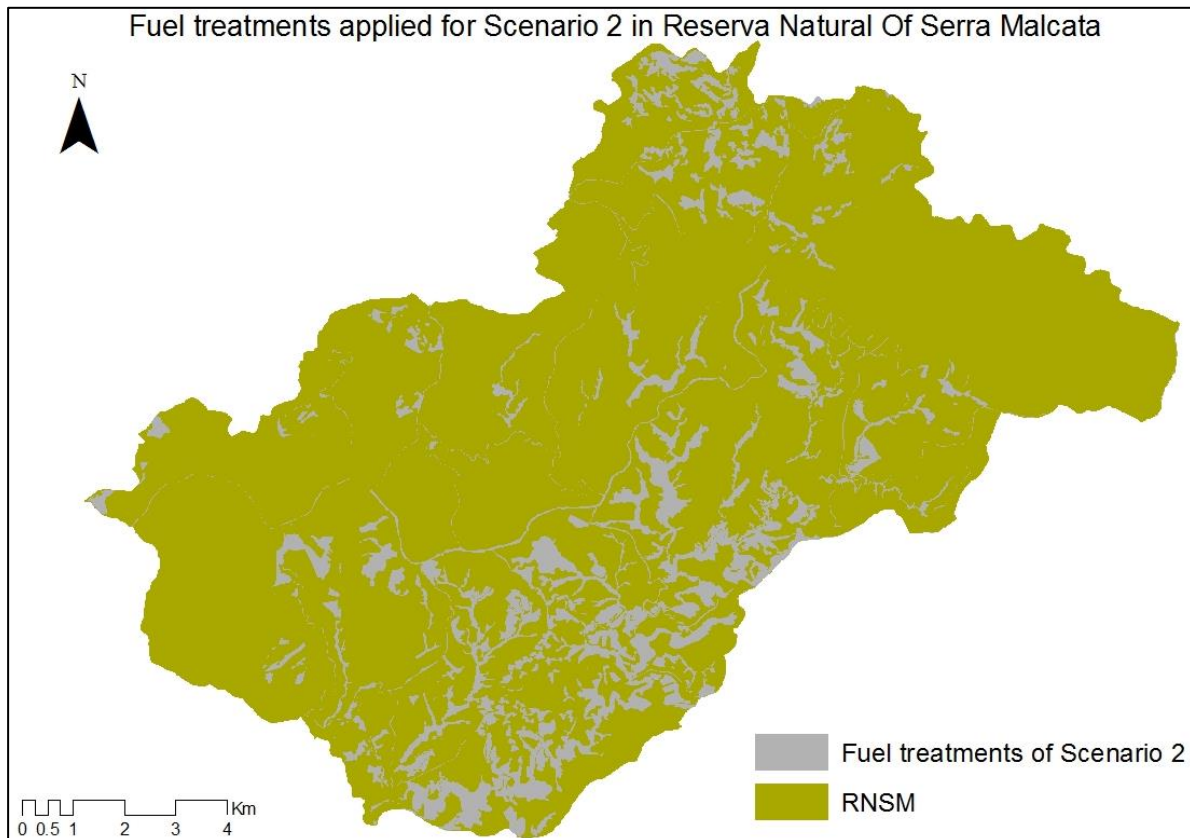 Fuel treatments applied for Scenario 2 in Reserva Natural Of Serra Malcata
N
Fuel treatments of Scenario 2
RNSM
Km
0 0.5 1 2 3 4